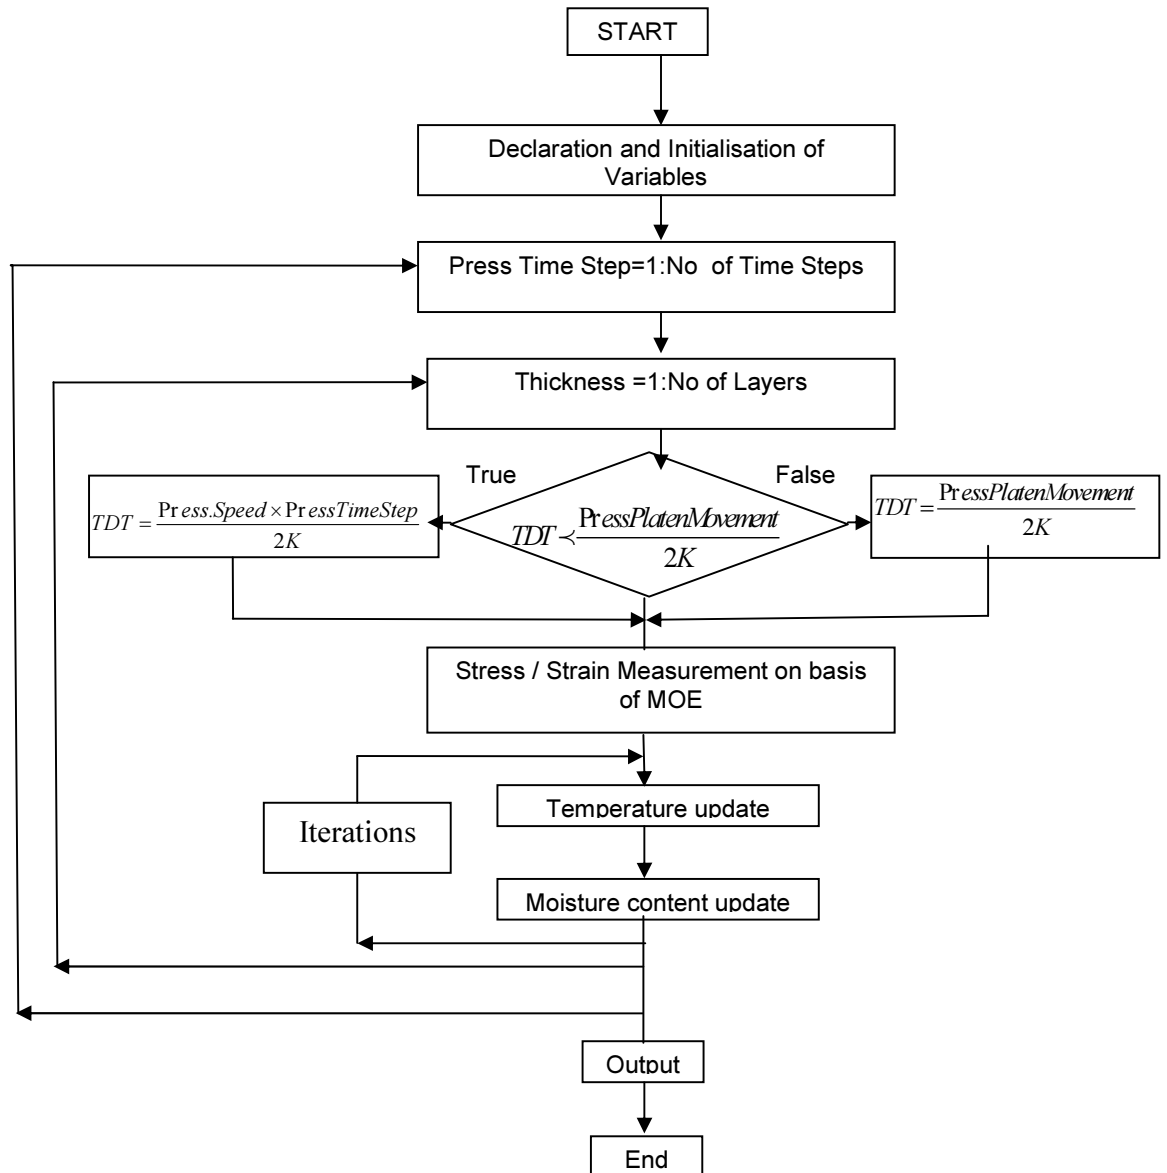 START
Declaration and Initialisation of
Variables
Press Time Step=1:No of Time Steps
Thickness =1:No of Layers
True
False
TDT = Press.Speed × PressTimeStep / 2K
TDT ≺ PressPlatenMovement / 2K
TDT = PressPlatenMovement / 2K
Stress / Strain Measurement on basis
of MOE
Temperature update
Iterations
Moisture content update
Output
End